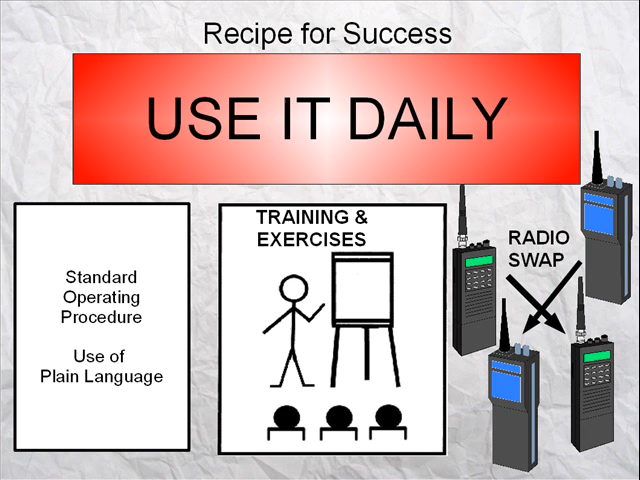 Recipe for Success
USE IT DAILY
Standard
Operating
Procedure
Use of
Plain Language
TRAINING &
EXERCISES
RADIO
SWAP